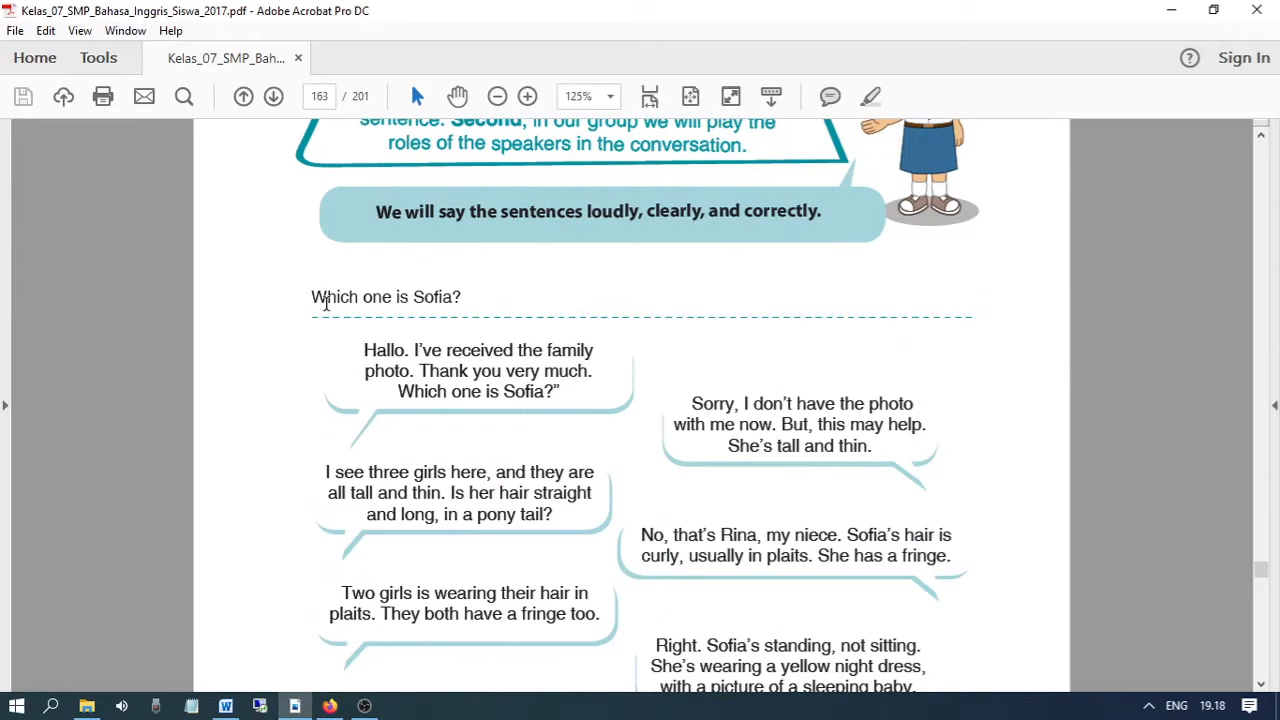 Kelas_07_SMP_Bahasa_Inggris_Siswa_2017.pdf - Adobe Acrobat Pro DC
File Edit View Window Help
Home Tools Kelas_07_SMP_Bah... × Sign In
163 / 201 125%
sentence. Second, in our group we will play the
roles of the speakers in the conversation.
We will say the sentences loudly, clearly, and correctly.
Which one is Sofia?
Hallo. I've received the family
photo. Thank you very much.
Which one is Sofia?”
Sorry, I don't have the photo
with me now. But, this may help.
She's tall and thin.
I see three girls here, and they are
all tall and thin. Is her hair straight
and long, in a pony tail?
No, that's Rina, my niece. Sofia's hair is
curly, usually in plaits. She has a fringe.
Two girls is wearing their hair in
plaits. They both have a fringe too.
Right. Sofia's standing, not sitting.
She's wearing a yellow night dress,
with a picture of a sleeping baby.
ENG 19.18